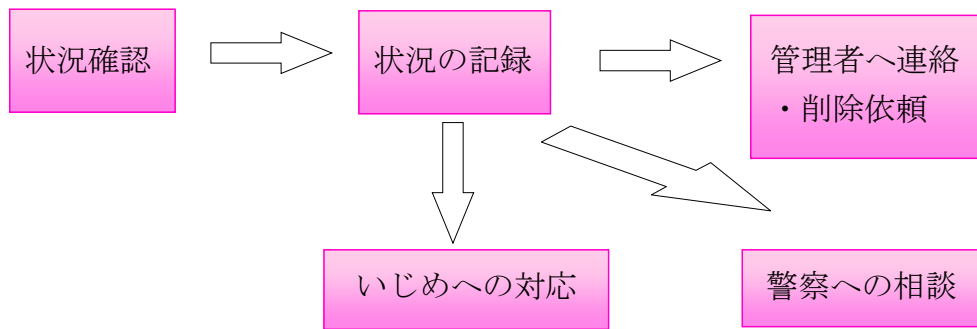 状況確認
状況の記録
管理者へ連絡
・削除依頼
いじめへの対応
警察への相談